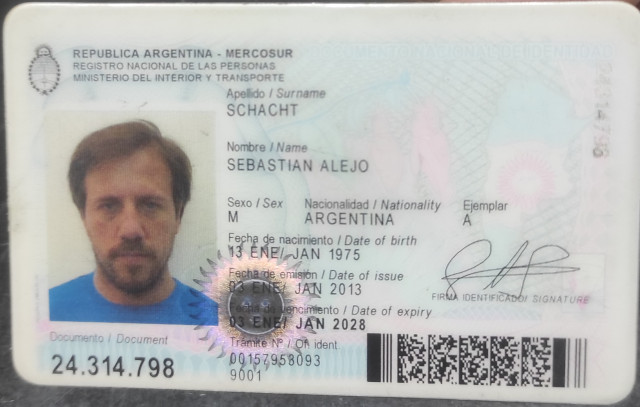 REPUBLICA ARGENTINA - MERCOSUR
REGISTRO NACIONAL DE LAS PERSONAS
MINISTERIO DEL INTERIOR Y TRANSPORTE
Apellido / Surname
SCHACHT
Nombre / Name
SEBASTIAN ALEJO
Sexo / Sex Nacionalidad / Nationality Ejemplar
M ARGENTINA A
Fecha de nacimiento / Date of birth
13 ENE/ JAN 1975
Fecha de emisión / Date of issue
03 ENE/ JAN 2013
Fecha de vencimiento / Date of expiry
03 ENE/ JAN 2028
FIRMA IDENTIFICADO/ SIGNATURE
Documento / Document
24.314.798
Trámite Nº / Of. ident.
00157958093
9001